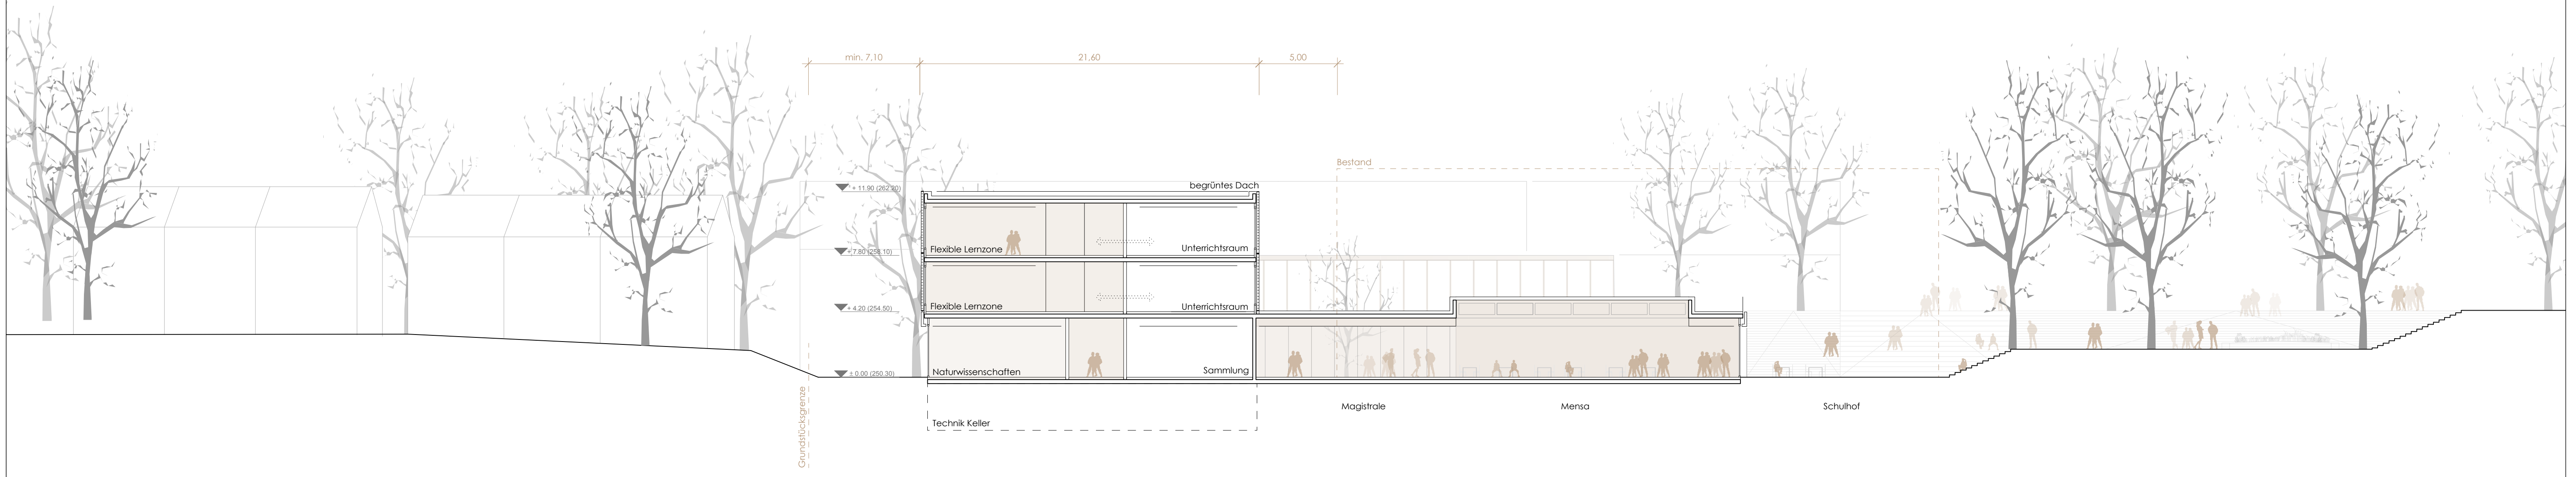 min. 7,10
21,60
5,00
Bestand
begrüntes Dach
+ 11.90 (262.20)
Flexible Lernzone
Unterrichtsraum
+ 7.80 (258.10)
Flexible Lernzone
Unterrichtsraum
+ 4.20 (254.50)
Naturwissenschaften
Sammlung
± 0.00 (250.30)
Magistrale
Mensa
Schulhof
Technik Keller
Grundstücksgrenze